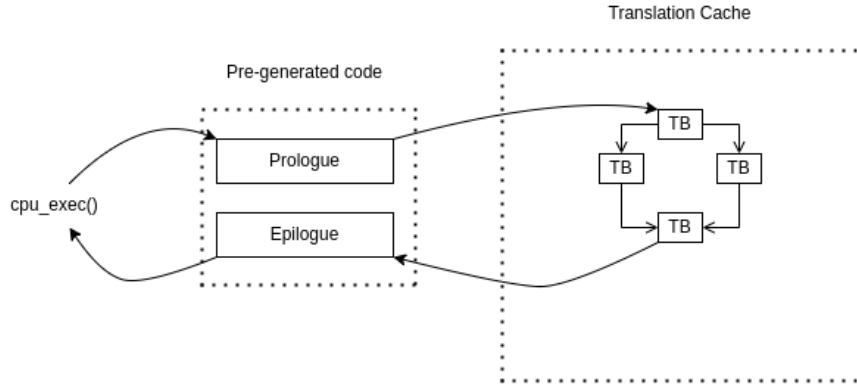 Translation Cache
Pre-generated code
TB
Prologue
TB
TB
cpu_exec()
Epilogue
TB